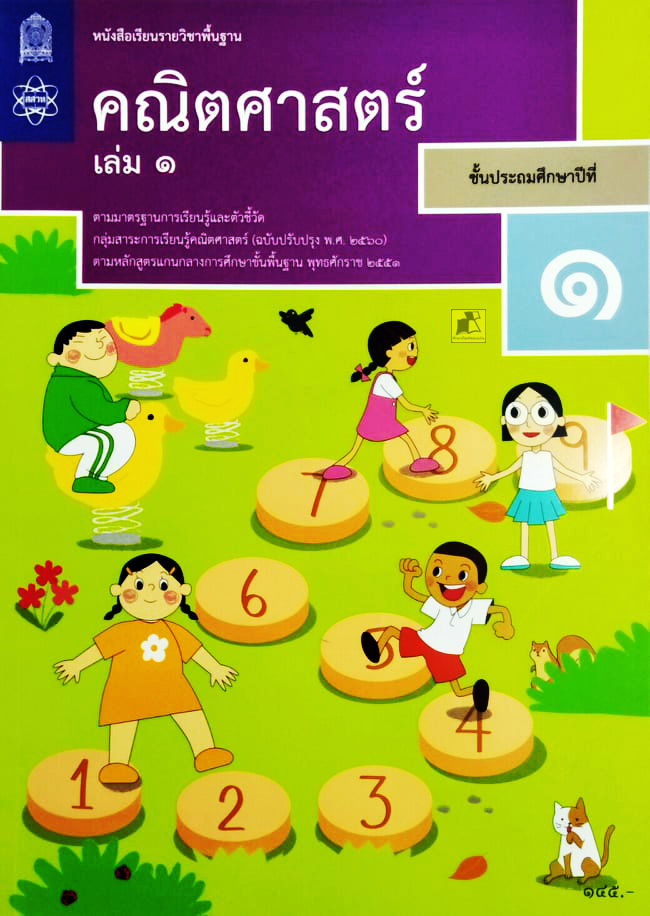 หนังสือเรียนรายวิชาพื้นฐาน
สสวท
คณิตศาสตร์
เล่ม ๑
ชั้นประถมศึกษาปีที่
๑
ตามมาตรฐานการเรียนรู้และตัวชี้วัด
กลุ่มสาระการเรียนรู้คณิตศาสตร์ (ฉบับปรับปรุง พ.ศ. ๒๕๖๐)
ตามหลักสูตรแกนกลางการศึกษาขั้นพื้นฐาน พุทธศักราช ๒๕๕๑
7
8
9
6
5
4
1
2
3
๑๔๕.-